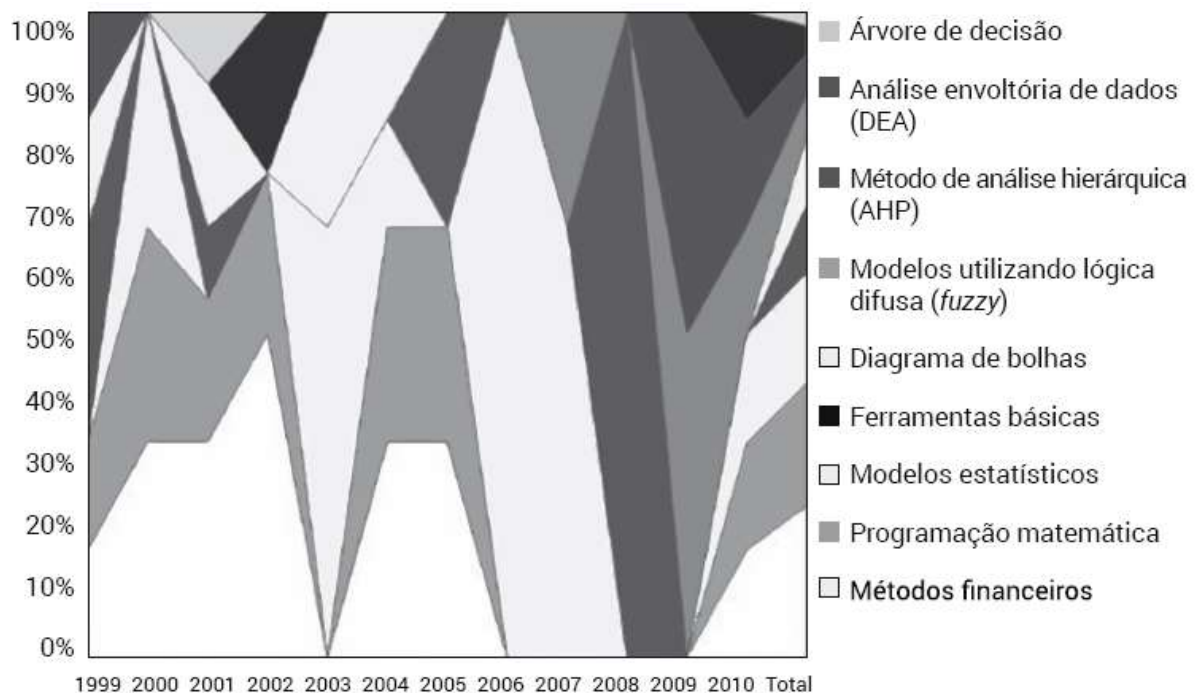 100%
90%
80%
70%
60%
50%
40%
30%
20%
10%
0%
1999 2000 2001 2002 2003 2004 2005 2006 2007 2008 2009 2010 Total
Árvore de decisão
Análise envoltória de dados
(DEA)
Método de análise hierárquica
(AHP)
Modelos utilizando lógica
difusa (fuzzy)
Diagrama de bolhas
Ferramentas básicas
Modelos estatísticos
Programação matemática
Métodos financeiros